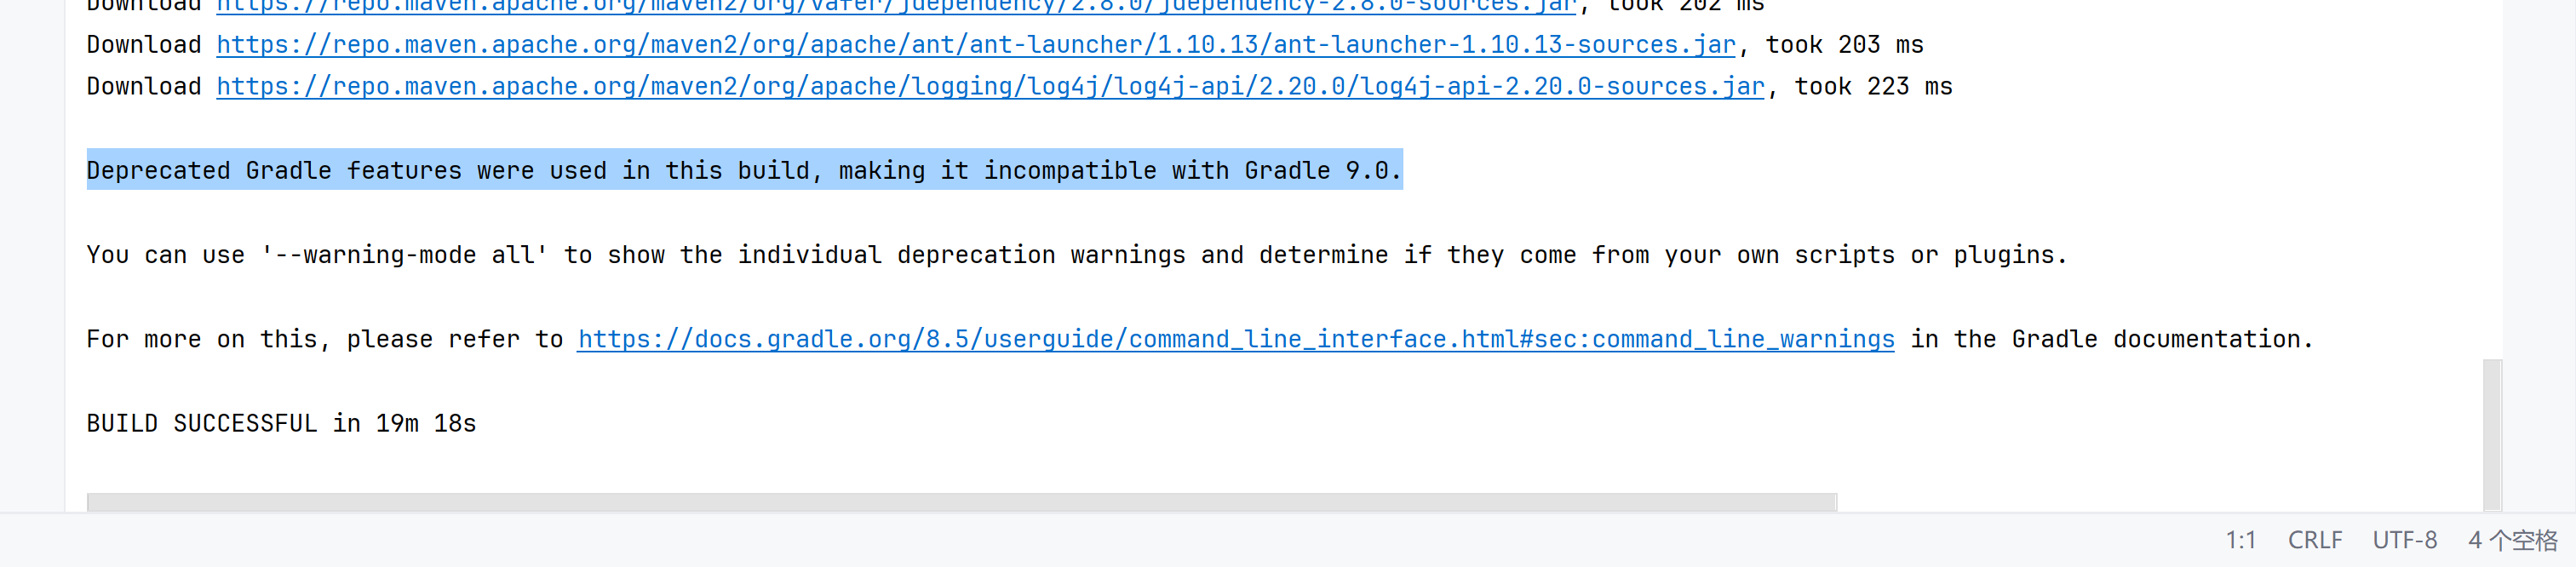 Download https://repo.maven.apache.org/maven2/org/vafer/jdependency/2.8.0/jdependency-2.8.0-sources.jar, took 202 ms
Download https://repo.maven.apache.org/maven2/org/apache/ant/ant-launcher/1.10.13/ant-launcher-1.10.13-sources.jar, took 203 ms
Download https://repo.maven.apache.org/maven2/org/apache/logging/log4j/log4j-api/2.20.0/log4j-api-2.20.0-sources.jar, took 223 ms
Deprecated Gradle features were used in this build, making it incompatible with Gradle 9.0.
You can use '--warning-mode all' to show the individual deprecation warnings and determine if they come from your own scripts or plugins.
For more on this, please refer to https://docs.gradle.org/8.5/userguide/command_line_interface.html#sec:command_line_warnings in the Gradle documentation.
BUILD SUCCESSFUL in 19m 18s
1:1 CRLF UTF-8 4 个空格